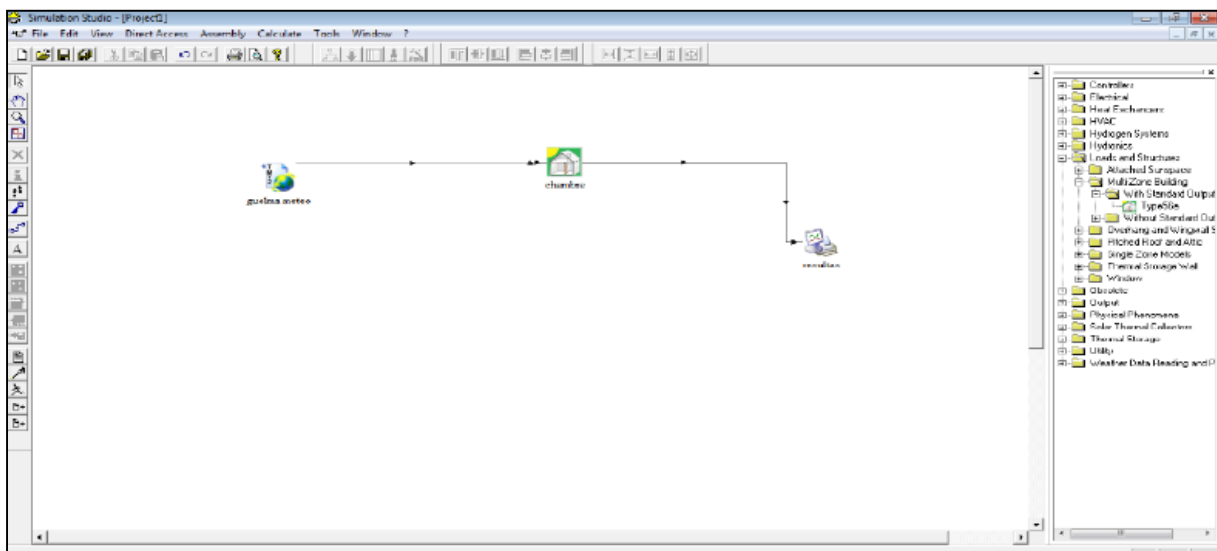 Simulation Studio - [Project1]
File Edit View Direct Access Assembly Calculate Tools Window ?
guelma meteo
chambre
Controllers
Electrical
Heat Exchangers
HVAC
Hydrogen Systems
Hydronics
Loads and Structures
Attached Sunspace
MultiZone Building
With Standard Output
Type56a
Without Standard Out
Overhang and Wingwall S
Pitched Roof and Attic
Single Zone Models
Thermal Storage Wall
Window
Obsolete
Output
Physical Phenomena
Solar Thermal Collectors
Thermal Storage
Utility
Weather Data Reading and P